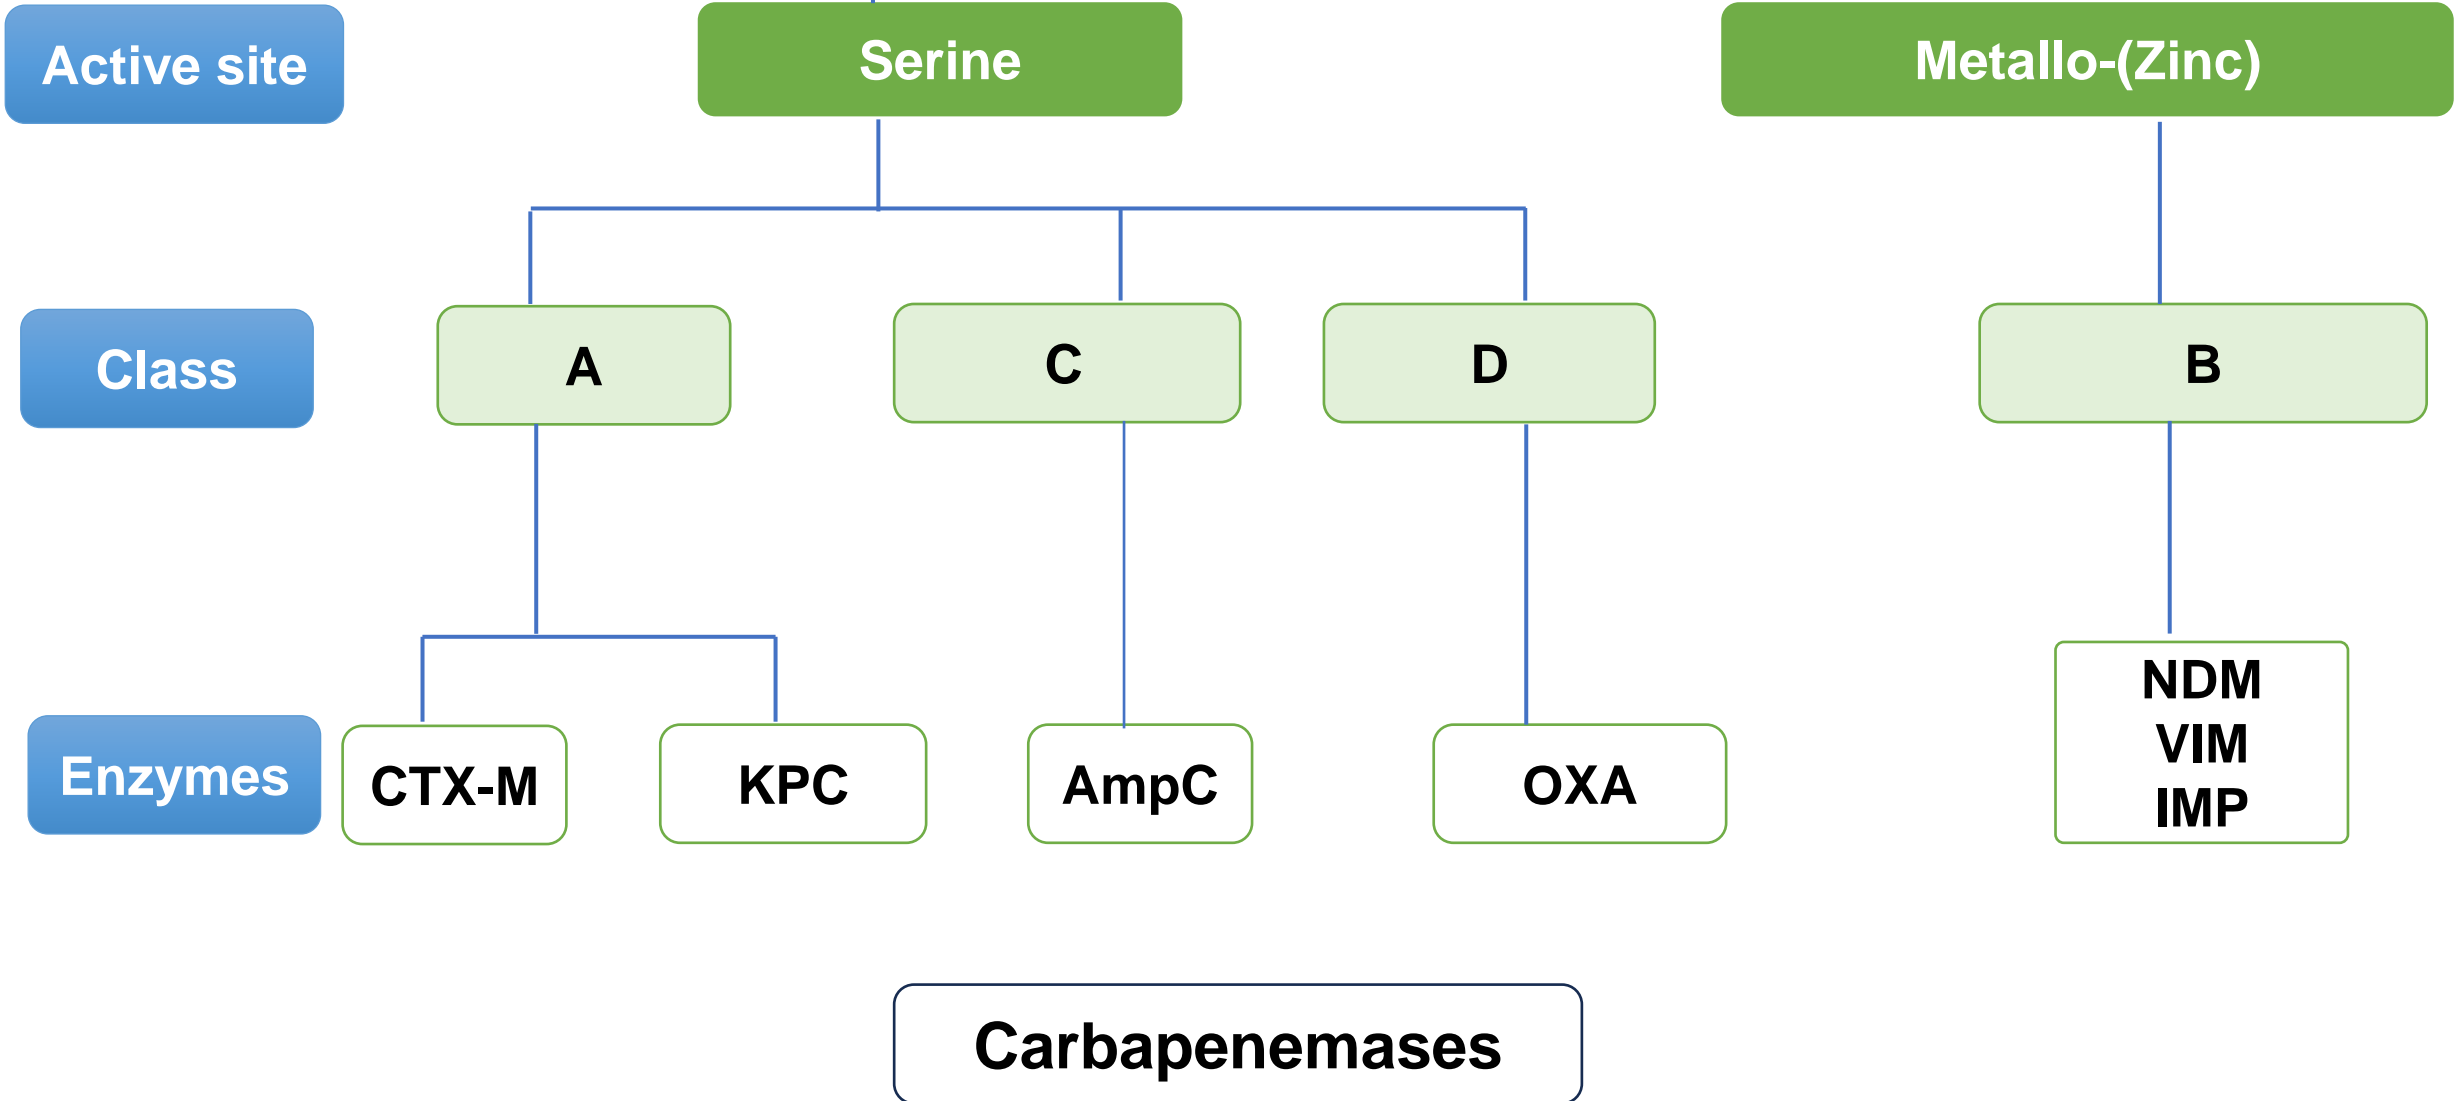 Active site
Serine
Metallo-(Zinc)
Class
A
C
D
B
Enzymes
CTX-M
KPC
AmpC
OXA
NDM
VIM
IMP
Carbapenemases